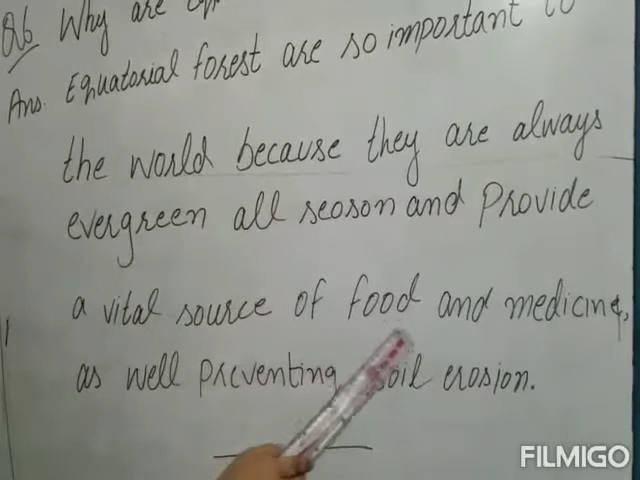 Q6 Why are
Ans. Equatorial forest are so important to
the world because they are always
evergreen all season and Provide
a vital source of food and medicine,
as well preventing soil erosion.
FILMIGO